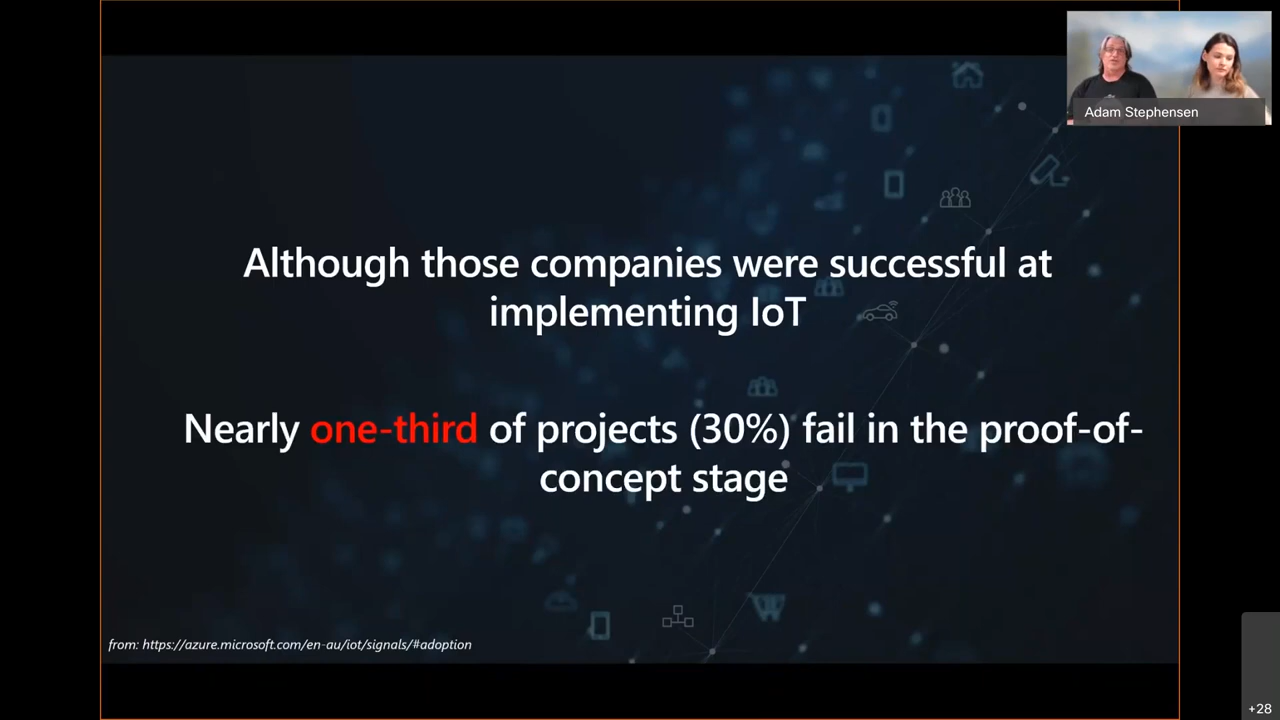 Adam Stephensen
Although those companies were successful at
implementing IoT
Nearly one-third of projects (30%) fail in the proof-of-
concept stage
from: https://azure.microsoft.com/en-au/iot/signals/#adoption
+28